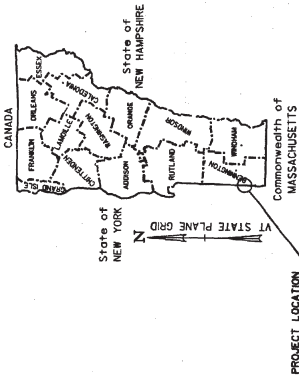 CANADA
FRANKLIN
ORLEANS
ESSEX
GRAND ISLE
LAMOILLE
CALEDONIA
CHITTENDEN
WASHINGTON
State of
NEW HAMPSHIRE
ADDISON
ORANGE
State of
NEW YORK
RUTLAND
WINDSOR
N
VT STATE PLANE GRID
BENNINGTON
WINDHAM
Commonwealth of
MASSACHUSETTS
PROJECT LOCATION